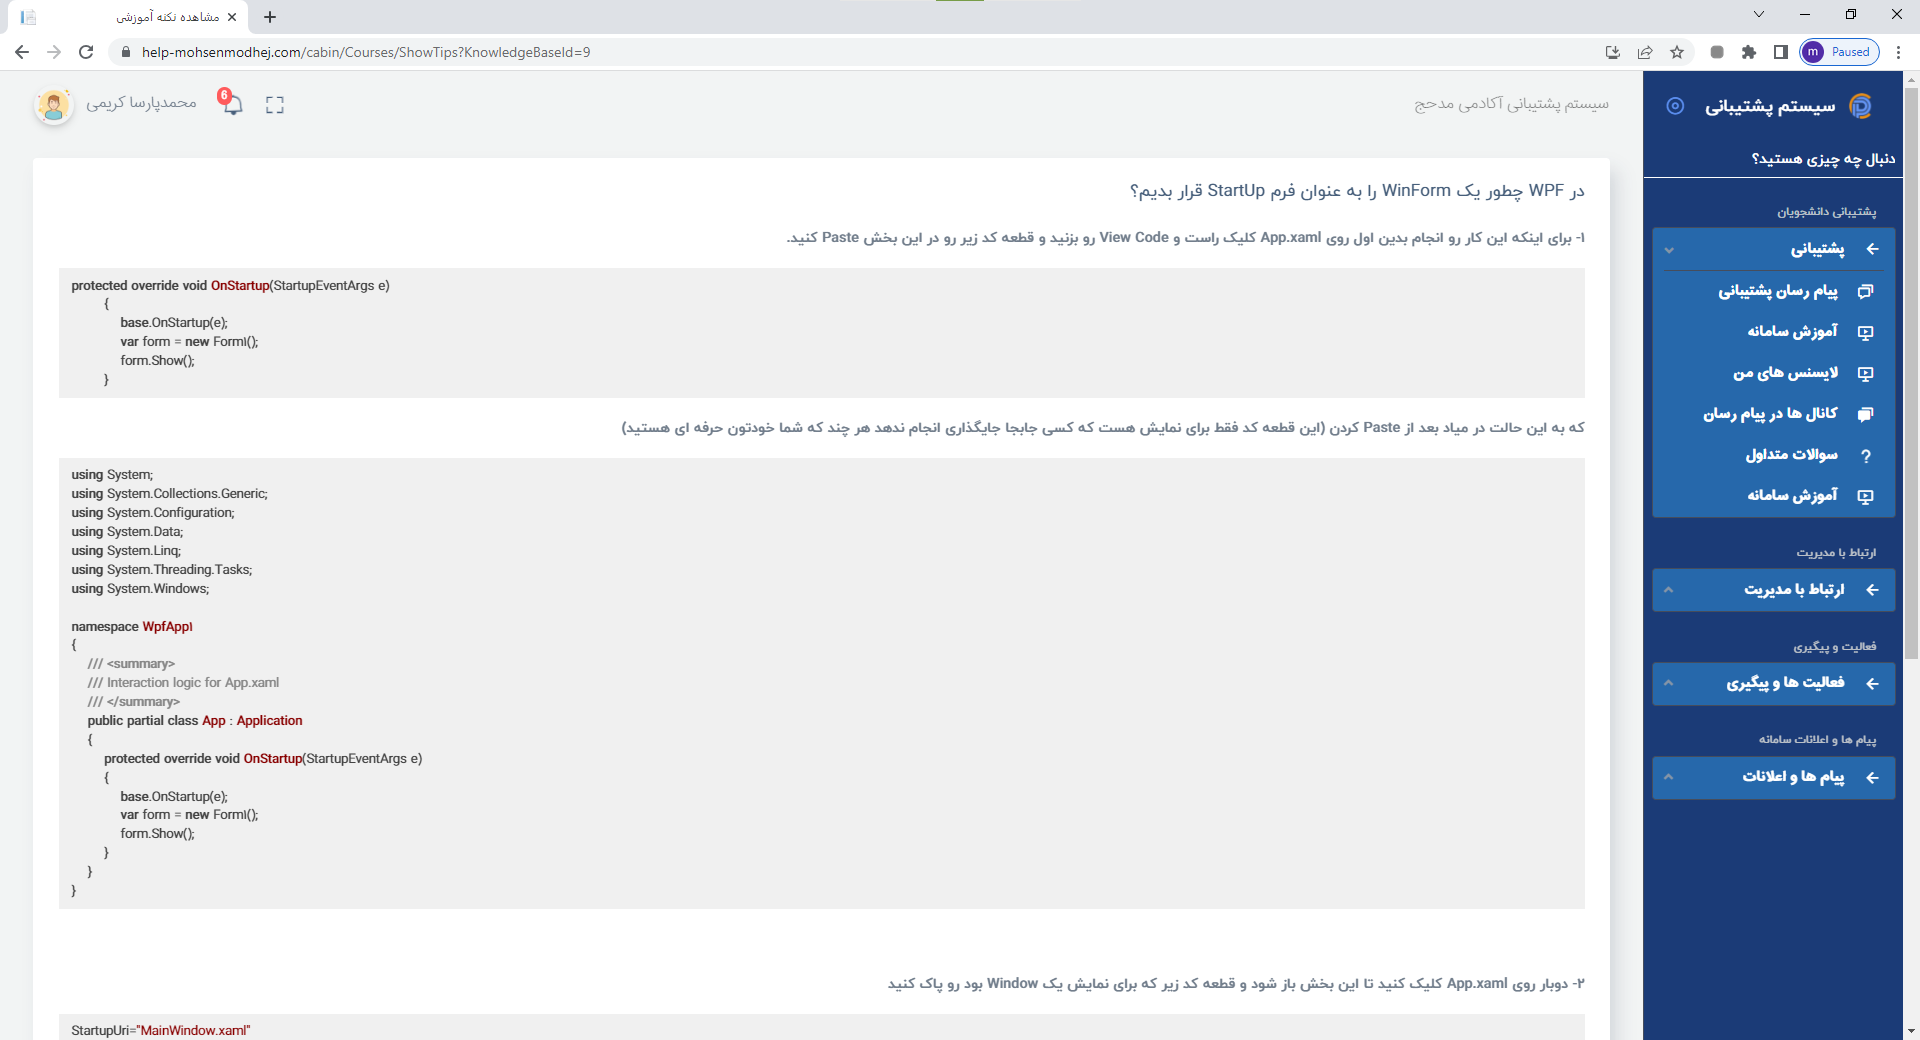 مشاهده نکته آموزشی
help-mohsenmodhej.com/cabin/Courses/ShowTips?KnowledgeBaseId=9
m Paused
سیستم پشتیبانی
دنبال چه چیزی هستید؟
پشتیبانی دانشجویان
پشتیبانی
پیام رسان پشتیبانی
آموزش سامانه
لایسنس های من
کانال ها در پیام رسان
سوالات متداول
آموزش سامانه
ارتباط با مدیریت
ارتباط با مدیریت
فعالیت و پیگیری
فعالیت ها و پیگیری
پیام ها و اعلانات سامانه
پیام ها و اعلانات
سیستم پشتیبانی آکادمی مدحج
6
محمدپارسا کریمی
در WPF چطور یک WinForm را به عنوان فرم StartUp قرار بدیم؟
۱- برای اینکه این کار رو انجام بدین اول روی App.xaml کلیک راست و View Code رو بزنید و قطعه کد زیر رو در این بخش Paste کنید.
protected override void OnStartup(StartupEventArgs e)
{
base.OnStartup(e);
var form = new Form۱();
form.Show();
}
که به این حالت در میاد بعد از Paste کردن (این قطعه کد فقط برای نمایش هست که کسی جابجا جایگذاری انجام ندهد هر چند که شما خودتون حرفه ای هستید)
using System;
using System.Collections.Generic;
using System.Configuration;
using System.Data;
using System.Linq;
using System.Threading.Tasks;
using System.Windows;
namespace WpfApp۱
{
/// <summary>
/// Interaction logic for App.xaml
/// </summary>
public partial class App : Application
{
protected override void OnStartup(StartupEventArgs e)
{
base.OnStartup(e);
var form = new Form۱();
form.Show();
}
}
}
۲- دوبار روی App.xaml کلیک کنید تا این بخش باز شود و قطعه کد زیر که برای نمایش یک Window بود رو پاک کنید
StartupUri="MainWindow.xaml"